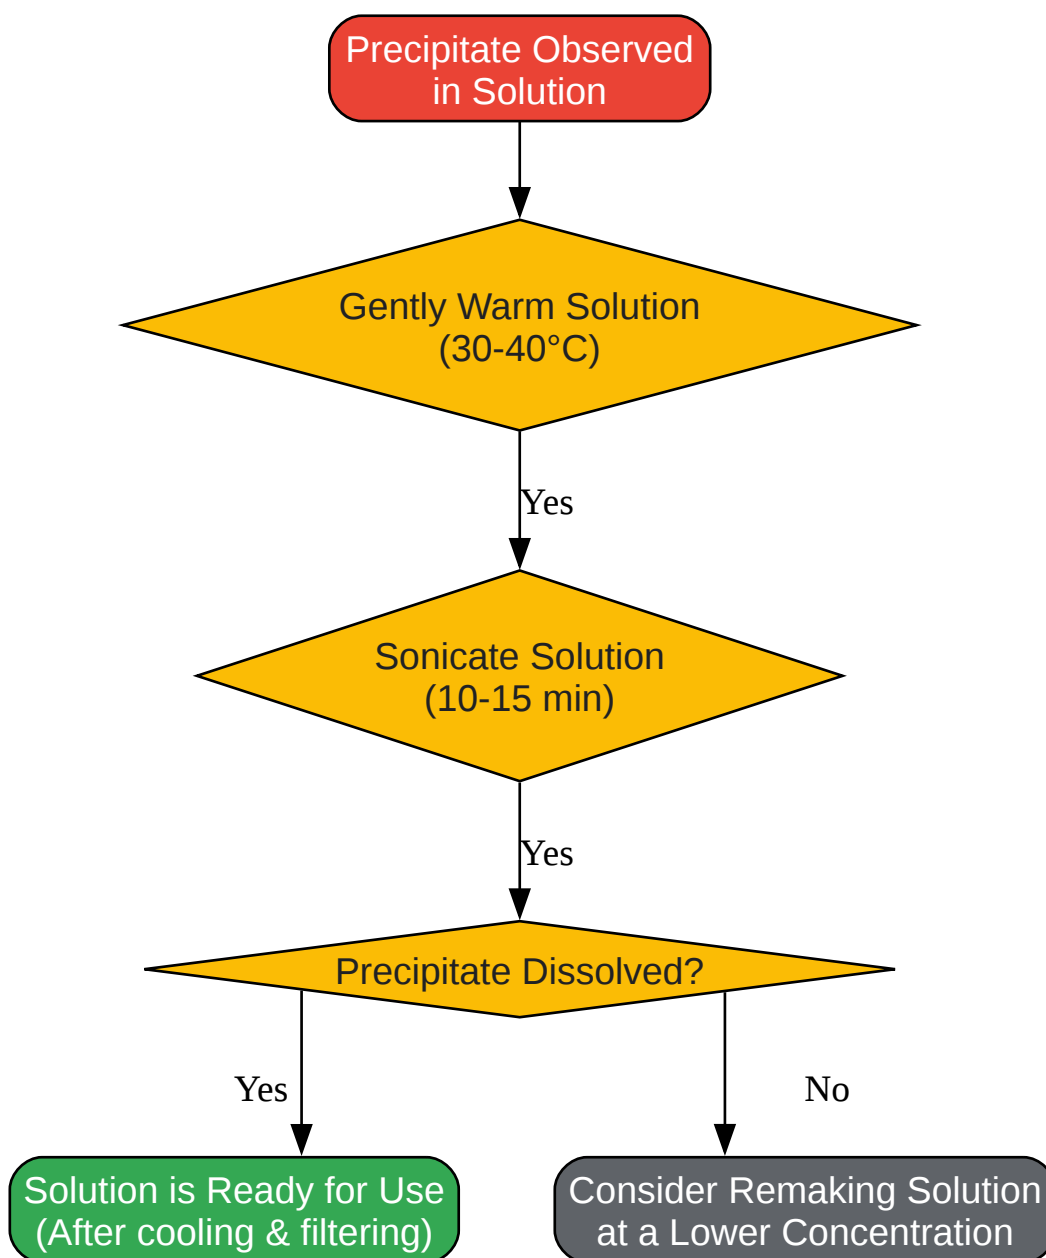 Precipitate Observed
in Solution
Gently Warm Solution
(30-40°C)
Yes
Sonicate Solution
(10-15 min)
Yes
Precipitate Dissolved?
Yes
No
Solution is Ready for Use
(After cooling & filtering)
Consider Remaking Solution
at a Lower Concentration